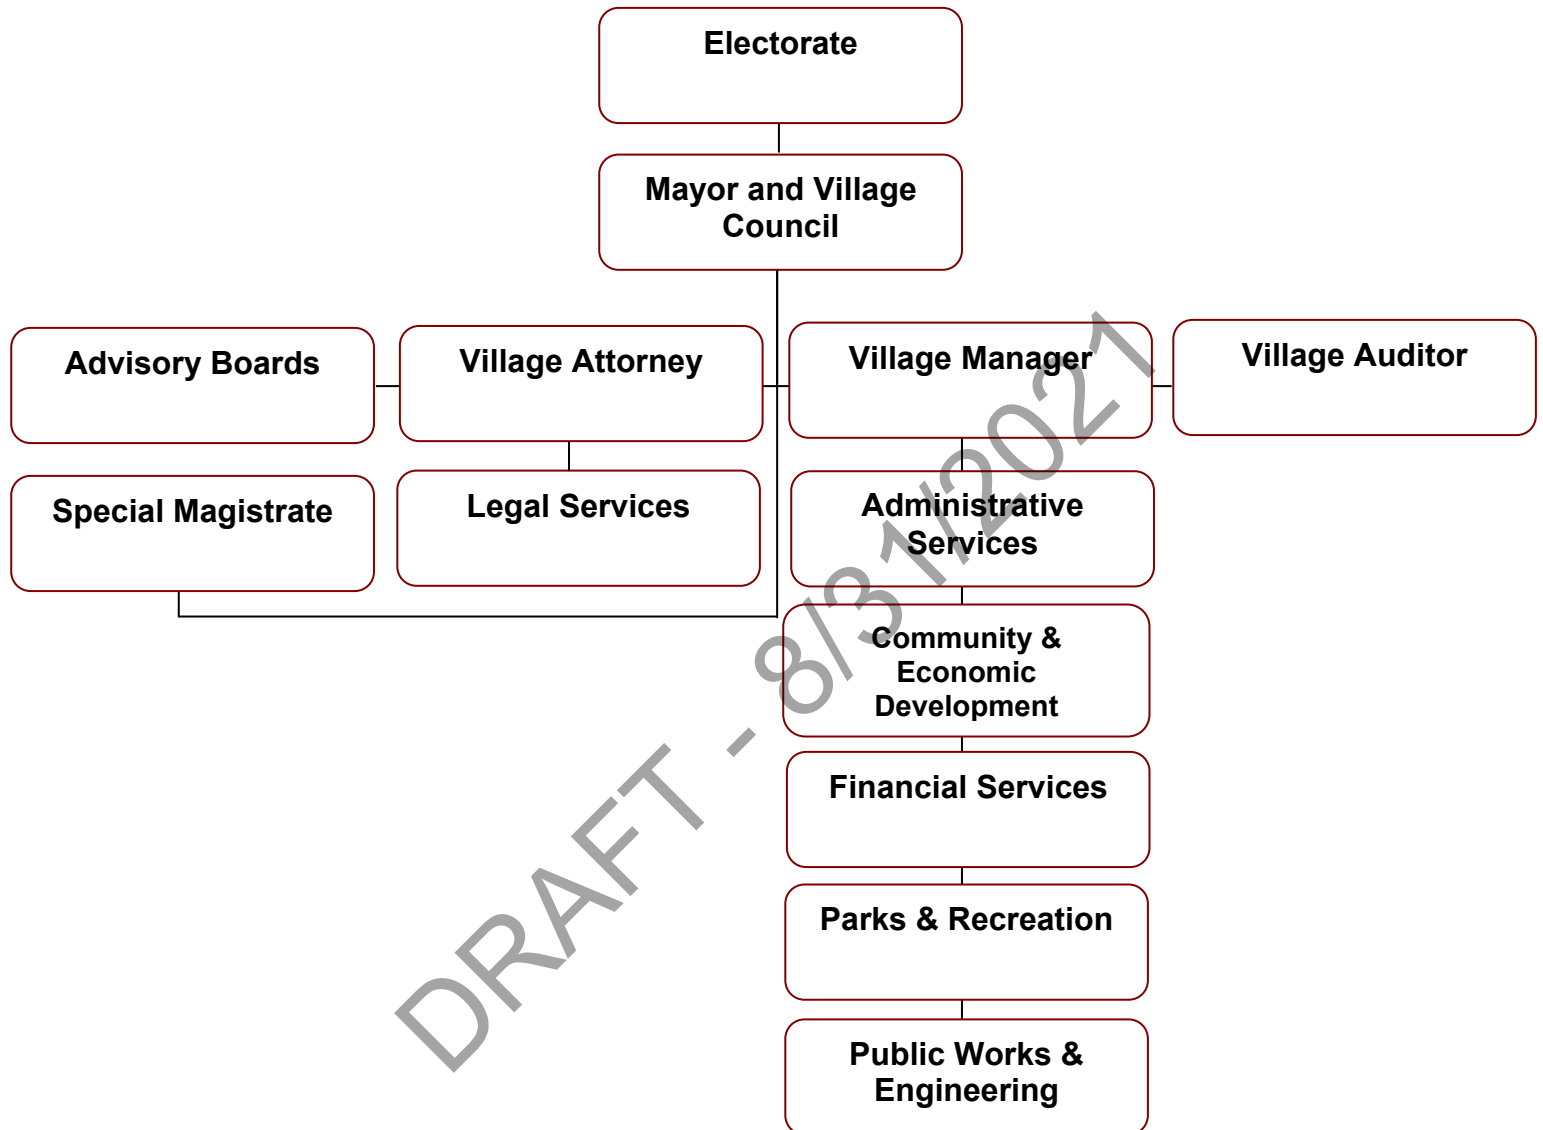 Electorate
Mayor and Village
Council
Advisory Boards
Village Attorney
Village Manager
Village Auditor
Special Magistrate
Legal Services
Administrative
Services
Community &
Economic
Development
Financial Services
Parks & Recreation
Public Works &
Engineering
DRAFT - 8/31/2021